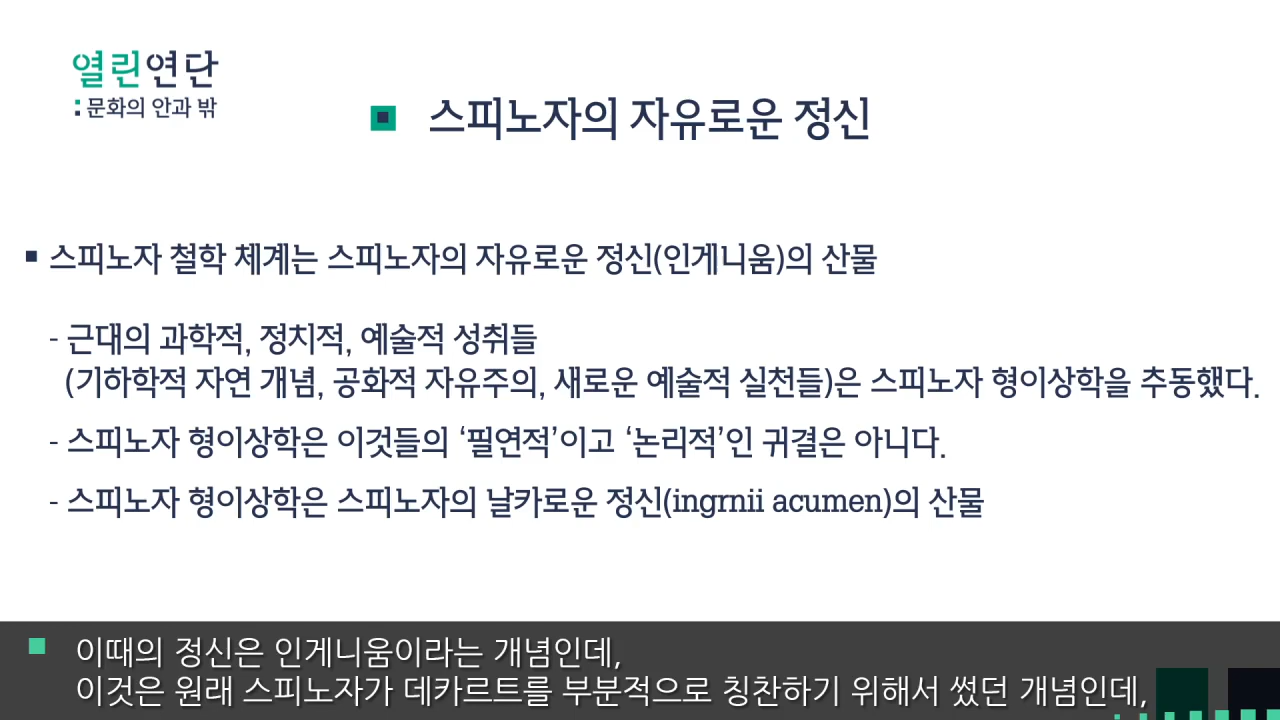 열린연단
:문화의 안과 밖
스피노자의 자유로운 정신
스피노자 철학 체계는 스피노자의 자유로운 정신(인게니움)의 산물
- 근대의 과학적, 정치적, 예술적 성취들
(기하학적 자연 개념, 공화적 자유주의, 새로운 예술적 실천들)은 스피노자 형이상학을 추동했다.
- 스피노자 형이상학은 이것들의 ‘필연적’이고 ‘논리적’인 귀결은 아니다.
- 스피노자 형이상학은 스피노자의 날카로운 정신(ingrnii acumen)의 산물
이때의 정신은 인게니움이라는 개념인데,
이것은 원래 스피노자가 데카르트를 부분적으로 칭찬하기 위해서 썼던 개념인데,